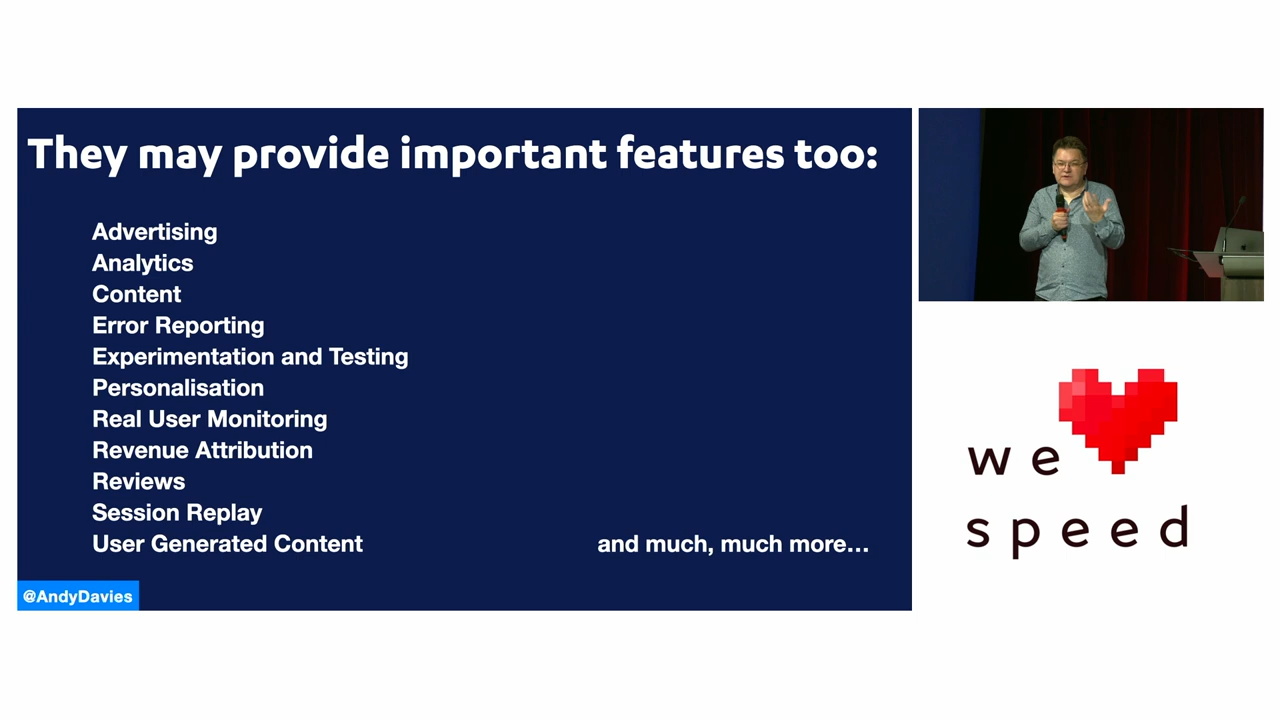 They may provide important features too:
Advertising
Analytics
Content
Error Reporting
Experimentation and Testing
Personalisation
Real User Monitoring
Revenue Attribution
Reviews
Session Replay
User Generated Content
and much, much more…
@AndyDavies
we
speed